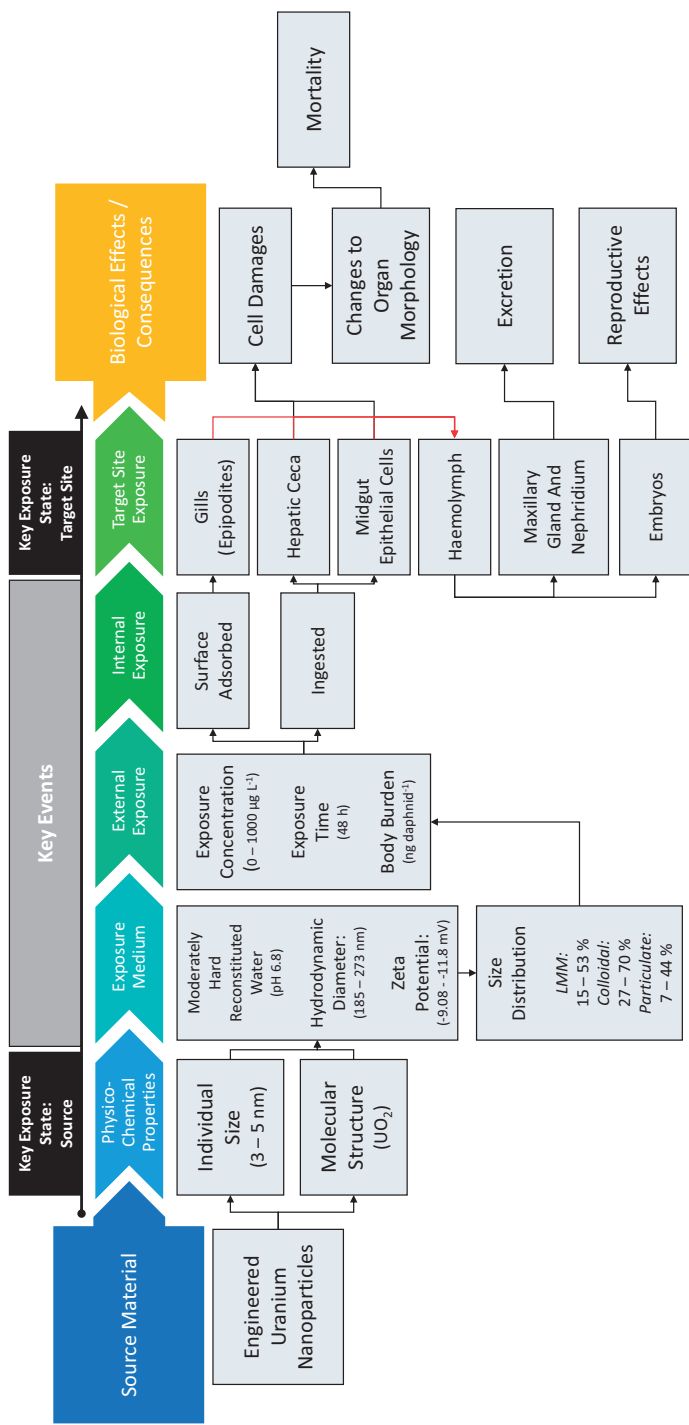 Key Exposure
State:
Source
Key Events
Key Exposure
State:
Target Site
Source Material
Physico-
Chemical
Properties
Exposure
Medium
External
Exposure
Internal
Exposure
Target Site
Exposure
Biological Effects /
Consequences
Engineered
Uranium
Nanoparticles
Individual
Size
(3 – 5 nm)
Molecular
Structure
(UO₂)
Moderately
Hard
Reconstituted
Water
(pH 6.8)
Hydrodynamic
Diameter:
(185 – 273 nm)
Zeta
Potential:
(-9.08 - -11.8 mV)
Size
Distribution
LMM:
15 – 53 %
Colloidal:
27 – 70 %
Particulate:
7 – 44 %
Exposure
Concentration
(0 – 1000 µg L⁻¹)
Exposure
Time
(48 h)
Body Burden
(ng daphnid⁻¹)
Surface
Adsorbed
Ingested
Gills
(Epipodites)
Hepatic Ceca
Midgut
Epithelial Cells
Haemolymph
Maxillary
Gland And
Nephridium
Embryos
Cell Damages
Changes to
Organ
Morphology
Mortality
Excretion
Reproductive
Effects